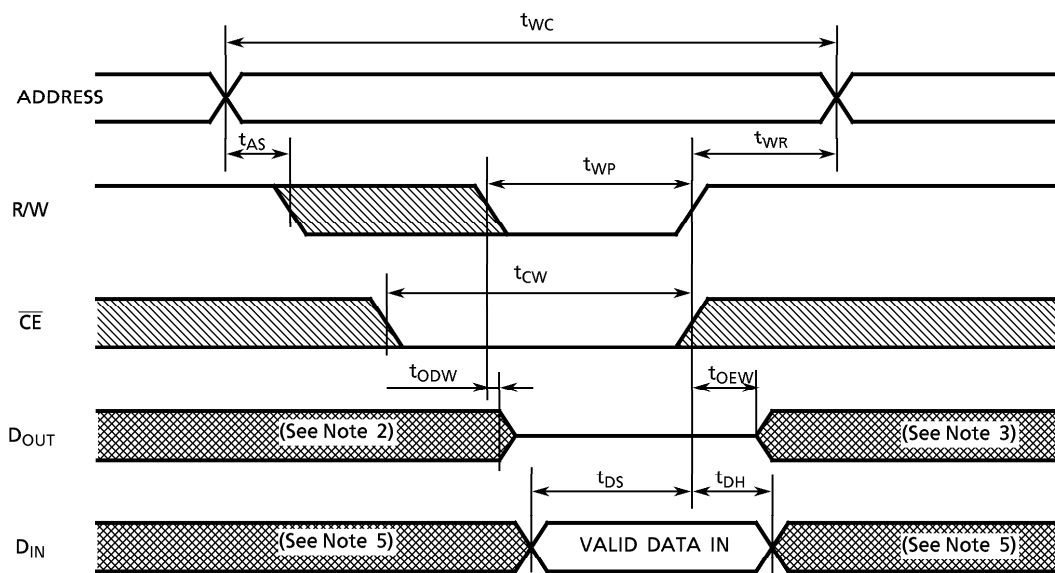 tWC
ADDRESS
tAS
tWR
tWP
R/W
tCW
CE
tODW
tOEW
DOUT
(See Note 2)
(See Note 3)
tDS
tDH
DIN
(See Note 5)
VALID DATA IN
(See Note 5)